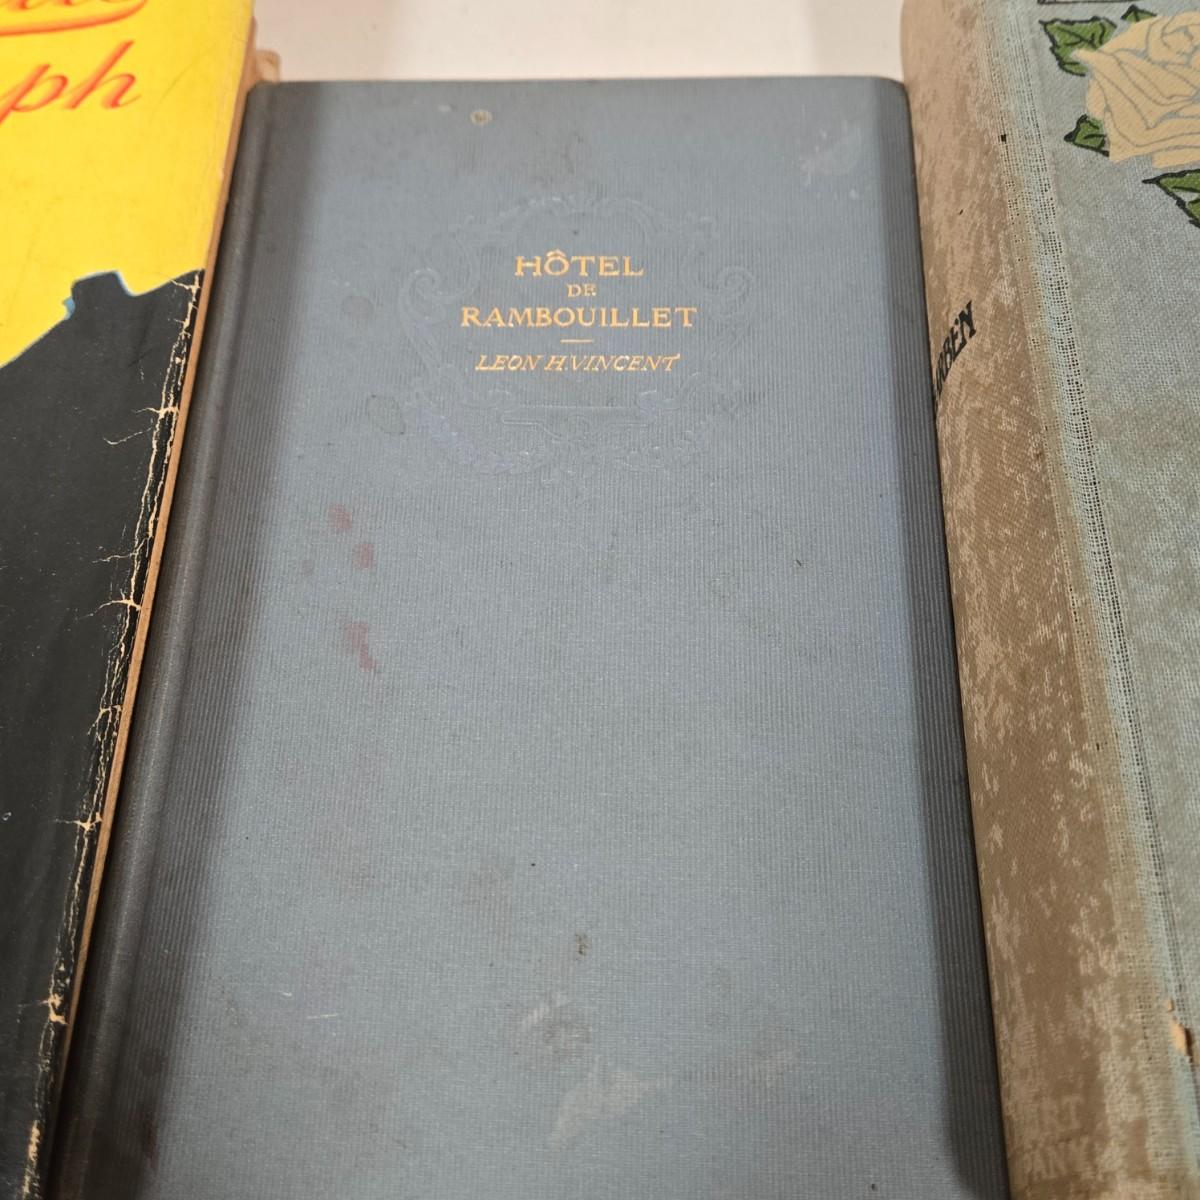 ph
HÔTEL
DE
RAMBOUILLET
LEON H. VINCENT